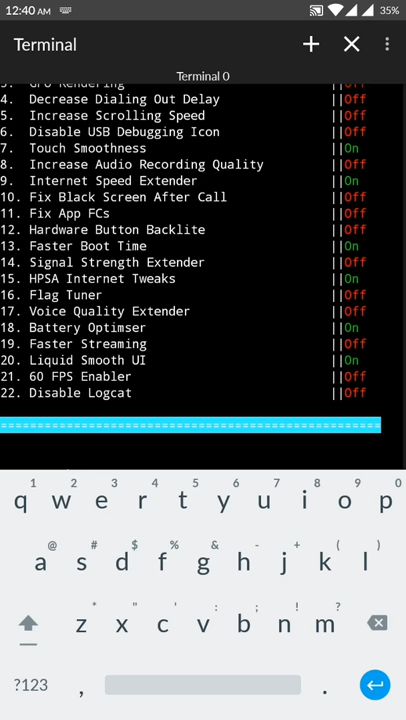 12:40 AM 35%
Terminal
Terminal 0
3. GPU Rendering ||Off
4. Decrease Dialing Out Delay ||Off
5. Increase Scrolling Speed ||Off
6. Disable USB Debugging Icon ||Off
7. Touch Smoothness ||On
8. Increase Audio Recording Quality ||Off
9. Internet Speed Extender ||On
10. Fix Black Screen After Call ||Off
11. Fix App FCs ||Off
12. Hardware Button Backlite ||Off
13. Faster Boot Time ||On
14. Signal Strength Extender ||Off
15. HPSA Internet Tweaks ||On
16. Flag Tuner ||Off
17. Voice Quality Extender ||Off
18. Battery Optimser ||On
19. Faster Streaming ||Off
20. Liquid Smooth UI ||On
21. 60 FPS Enabler ||Off
22. Disable Logcat ||Off
====================================================
1 2 3 4 5 6 7 8 9 0
q w e r t y u i o p
@ # $ % & - + ( )
a s d f g h j k l
* " ' : ; ! ?
z x c v b n m
?123 , .